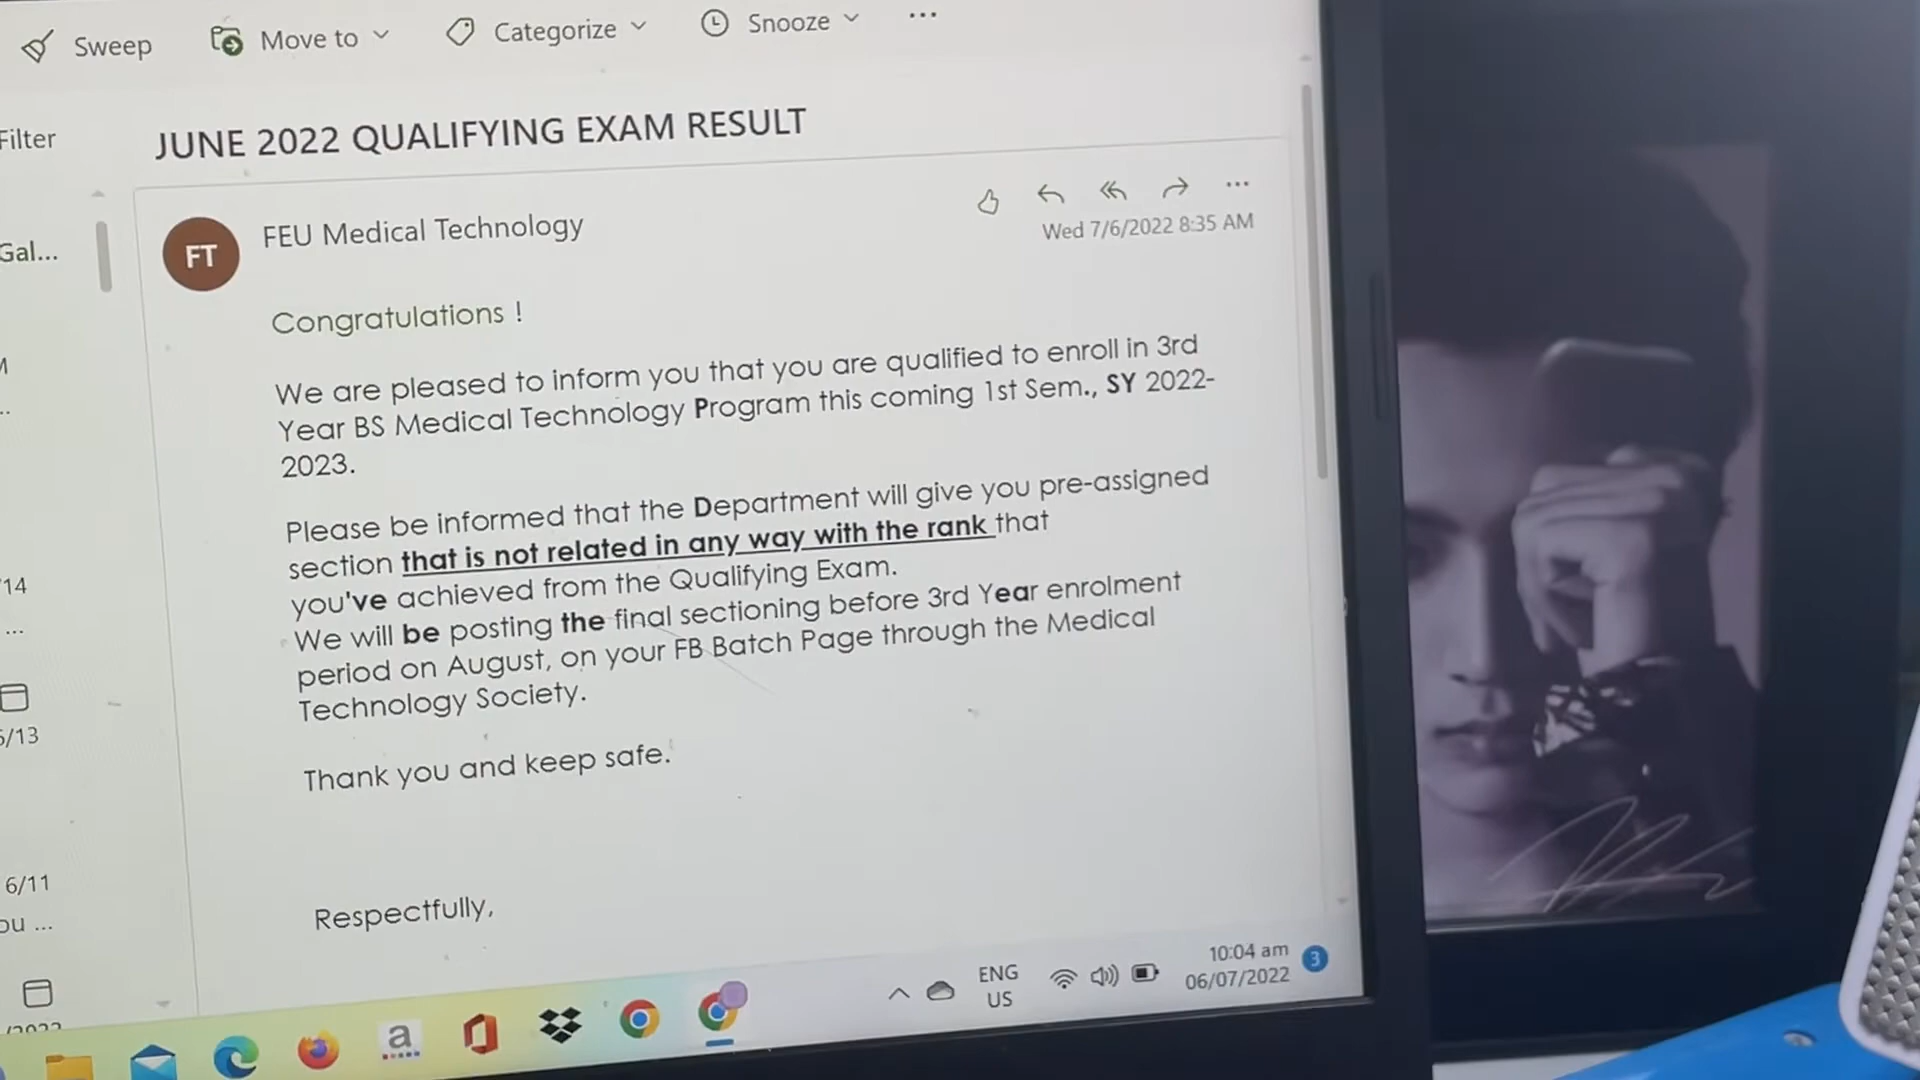 Sweep Move to Categorize Snooze ...
Filter
JUNE 2022 QUALIFYING EXAM RESULT
Gal...
FT FEU Medical Technology
Wed 7/6/2022 8:35 AM
Congratulations !
We are pleased to inform you that you are qualified to enroll in 3rd
Year BS Medical Technology Program this coming 1st Sem., SY 2022-
2023.
Please be informed that the Department will give you pre-assigned
section that is not related in any way with the rank that
you've achieved from the Qualifying Exam.
We will be posting the final sectioning before 3rd Year enrolment
period on August, on your FB Batch Page through the Medical
Technology Society.
Thank you and keep safe.
Respectfully,
/14
...
6/11
ou ...
ENG
US
10:04 am
06/07/2022
3
a